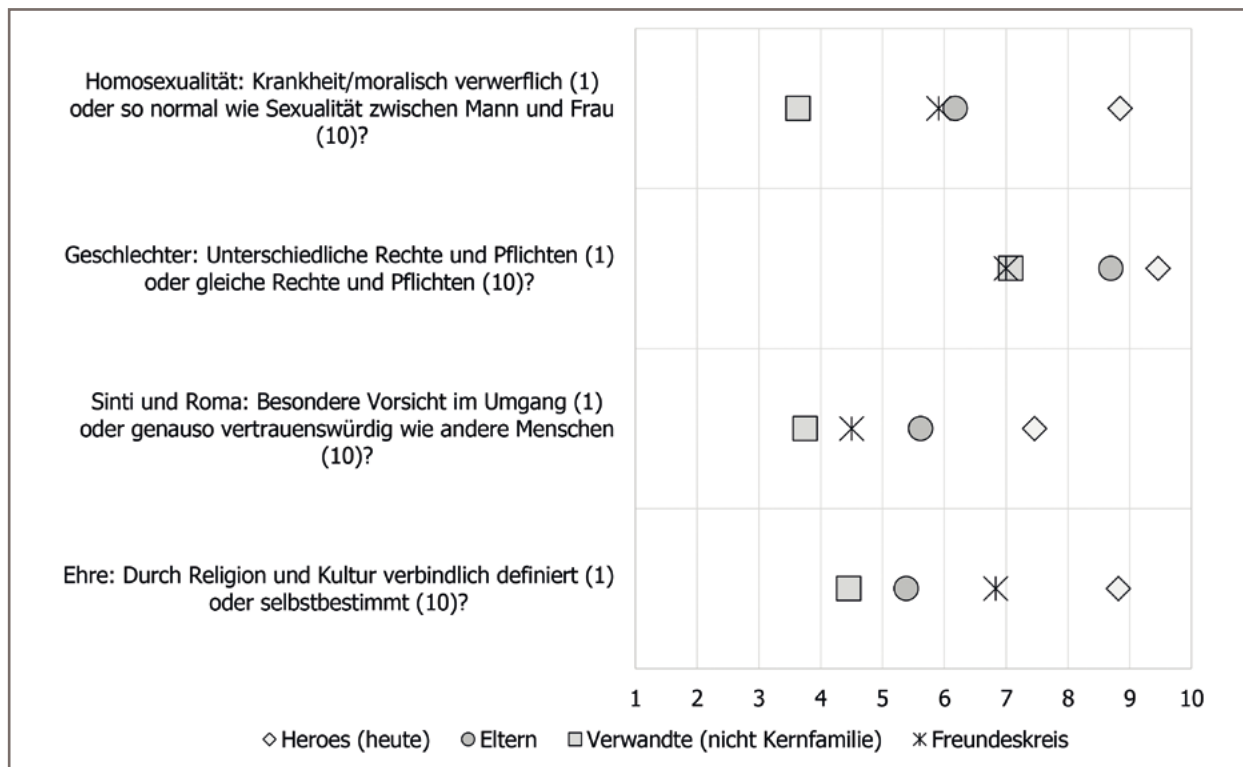 Homosexualität: Krankheit/moralisch verwerflich (1)
oder so normal wie Sexualität zwischen Mann und Frau
(10)?
Geschlechter: Unterschiedliche Rechte und Pflichten (1)
oder gleiche Rechte und Pflichten (10)?
Sinti und Roma: Besondere Vorsicht im Umgang (1)
oder genauso vertrauenswürdig wie andere Menschen
(10)?
Ehre: Durch Religion und Kultur verbindlich definiert (1)
oder selbstbestimmt (10)?
1 2 3 4 5 6 7 8 9 10
Heroes (heute) Eltern Verwandte (nicht Kernfamilie) Freundeskreis